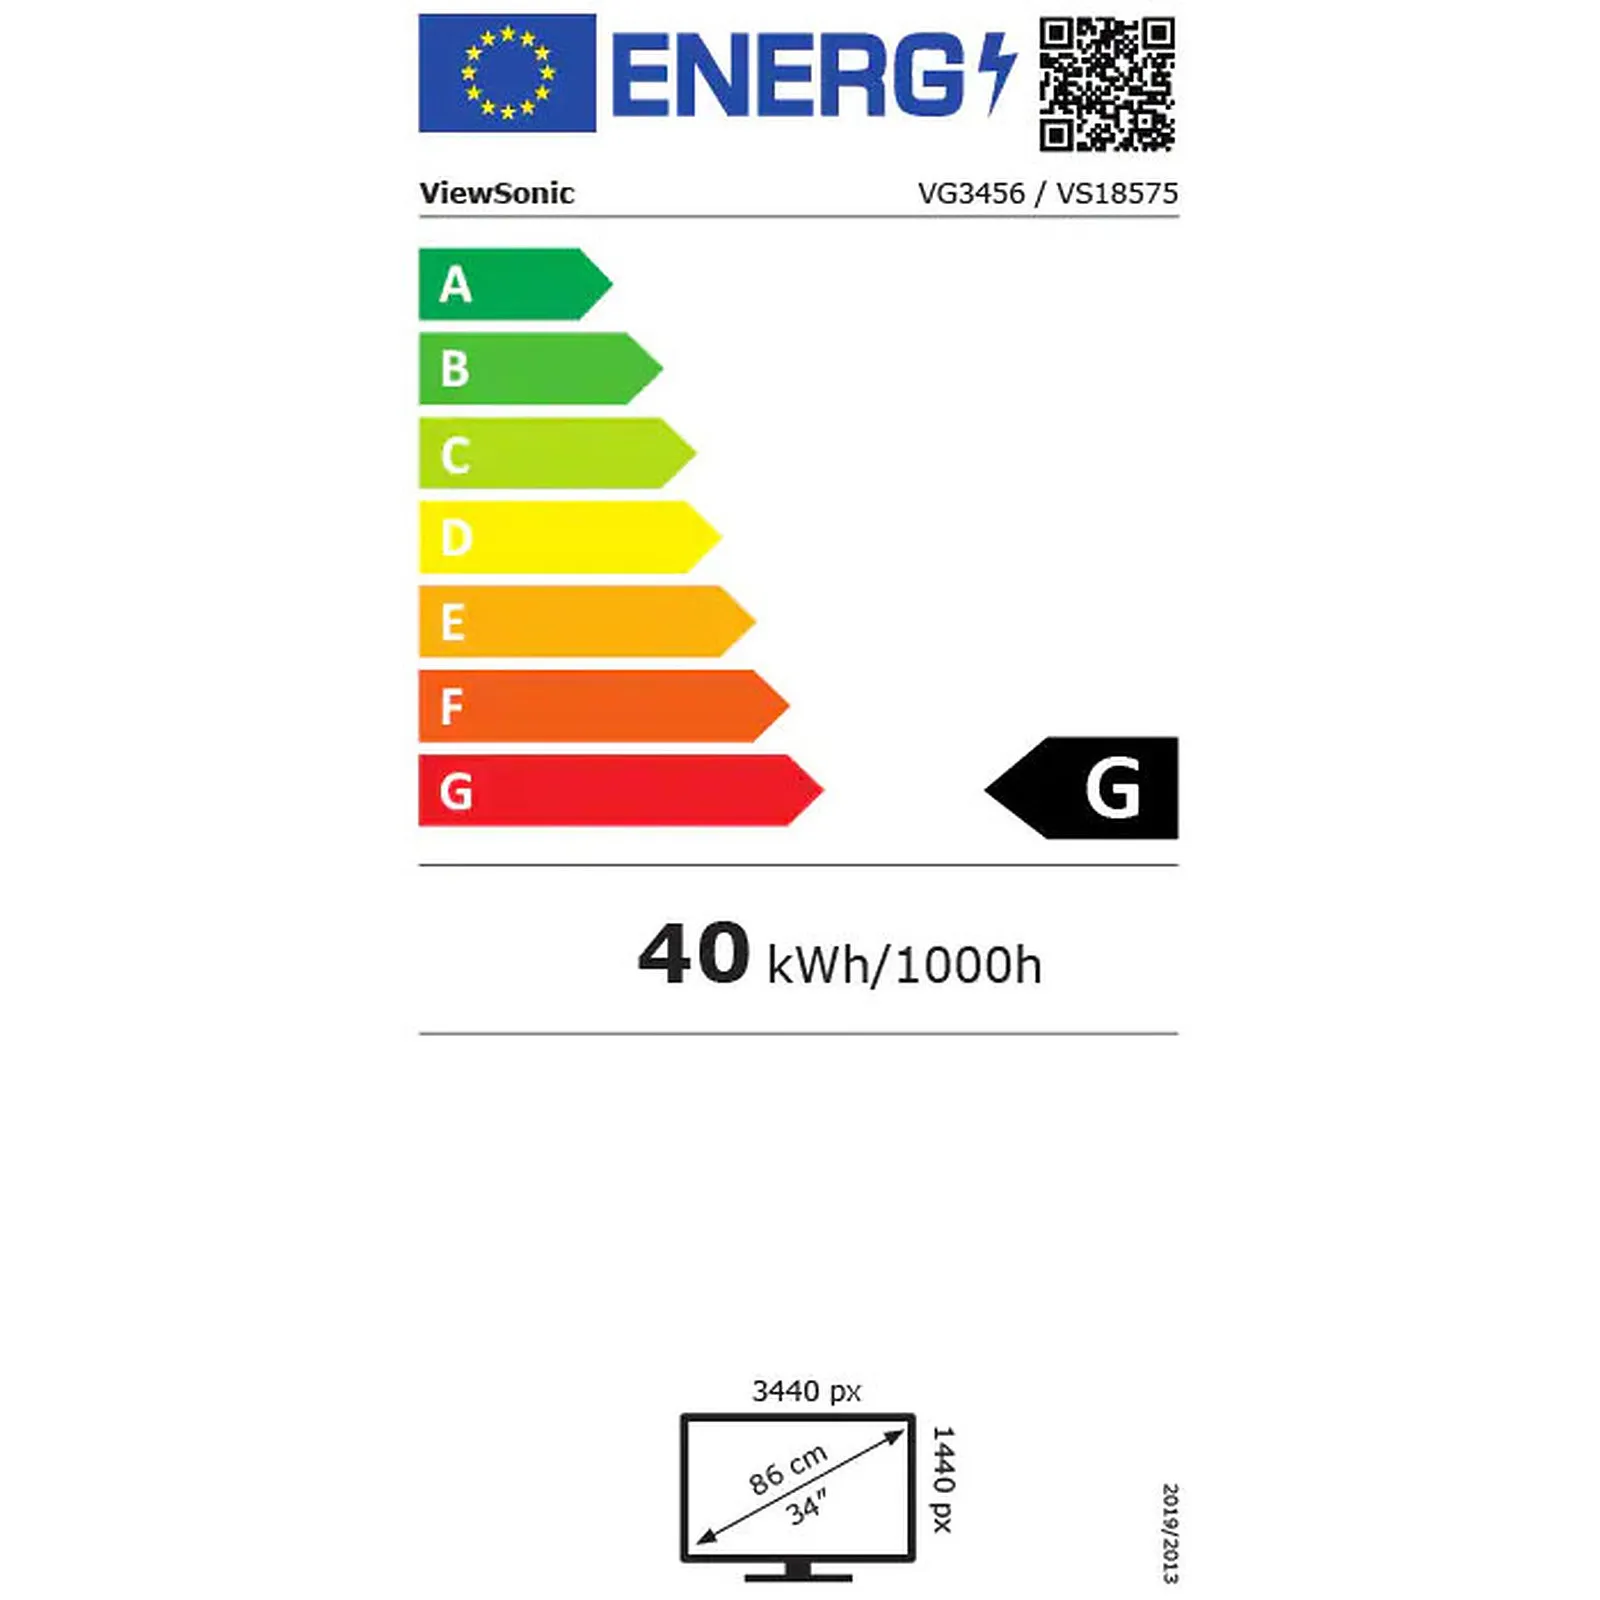 ENERG
ViewSonic
VG3456 / VS18575
A
B
C
D
E
F
G
G
40 kWh/1000h
3440 px
86 cm
34"
1440 px
2019/2013